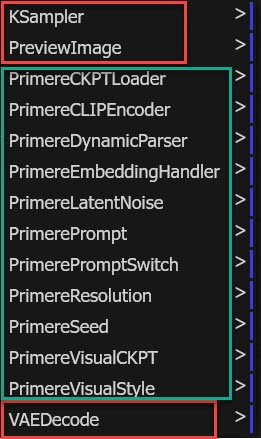 KSampler >
PreviewImage >
PrimereCKPTLoader >
PrimereCLIPEncoder >
PrimereDynamicParser >
PrimereEmbeddingHandler >
PrimereLatentNoise >
PrimerePrompt >
PrimerePromptSwitch >
PrimereResolution >
PrimereSeed >
PrimereVisualCKPT >
PrimereVisualStyle >
VAEDecode >